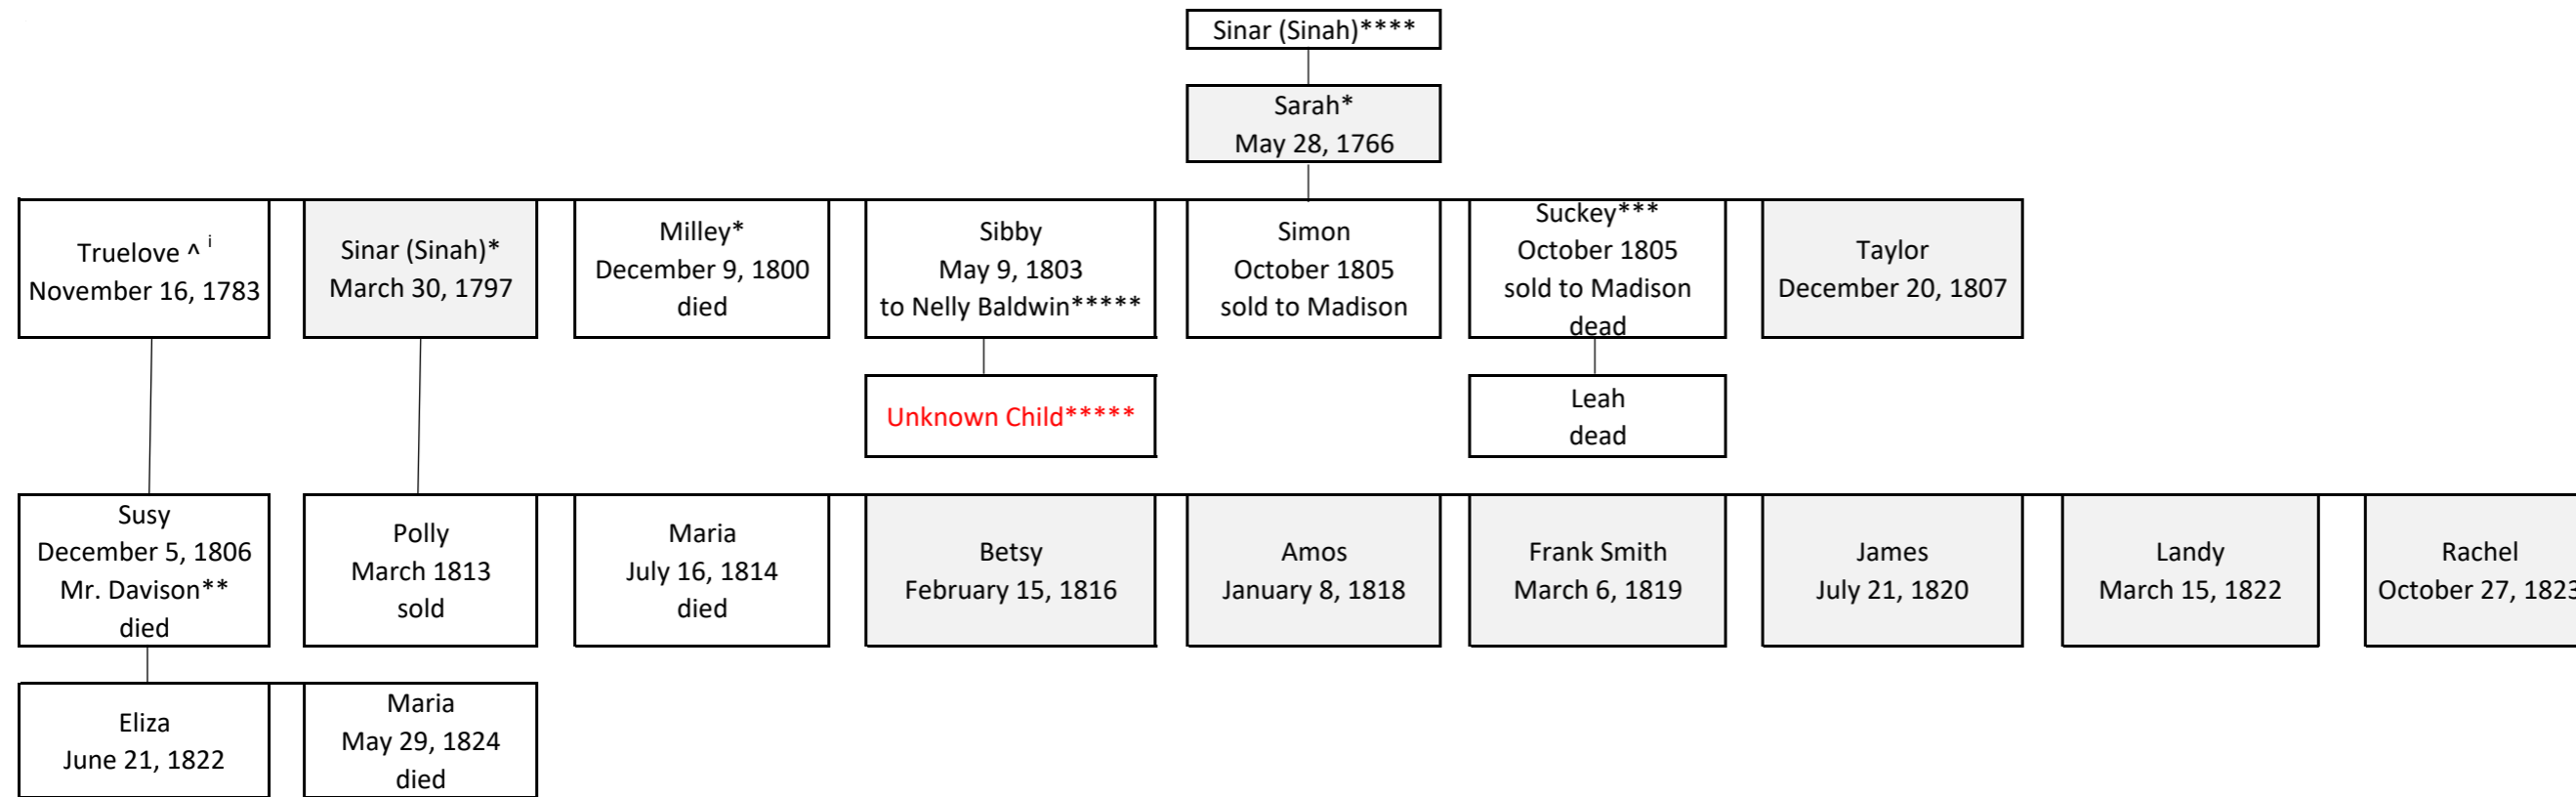 Sinar (Sinah)****
Sarah*
May 28, 1766
Truelove ^ i
November 16, 1783
Sinar (Sinah)*
March 30, 1797
Milley*
December 9, 1800
died
Sibby
May 9, 1803
to Nelly Baldwin*****
Simon
October 1805
sold to Madison
Suckey***
October 1805
sold to Madison
dead
Taylor
December 20, 1807
Unknown Child*****
Leah
dead
Susy
December 5, 1806
Mr. Davison**
died
Polly
March 1813
sold
Maria
July 16, 1814
died
Betsy
February 15, 1816
Amos
January 8, 1818
Frank Smith
March 6, 1819
James
July 21, 1820
Landy
March 15, 1822
Rachel
October 27, 1823
Eliza
June 21, 1822
Maria
May 29, 1824
died